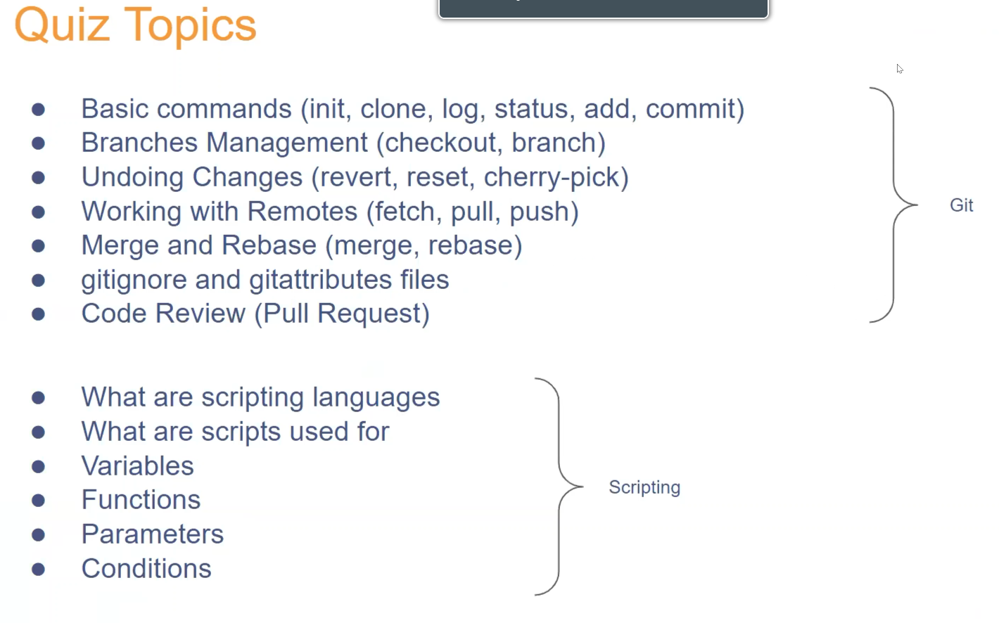 Quiz Topics
● Basic commands (init, clone, log, status, add, commit)
● Branches Management (checkout, branch)
● Undoing Changes (revert, reset, cherry-pick)
● Working with Remotes (fetch, pull, push)
● Merge and Rebase (merge, rebase)
● gitignore and gitattributes files
● Code Review (Pull Request)
Git
● What are scripting languages
● What are scripts used for
● Variables
● Functions
● Parameters
● Conditions
Scripting